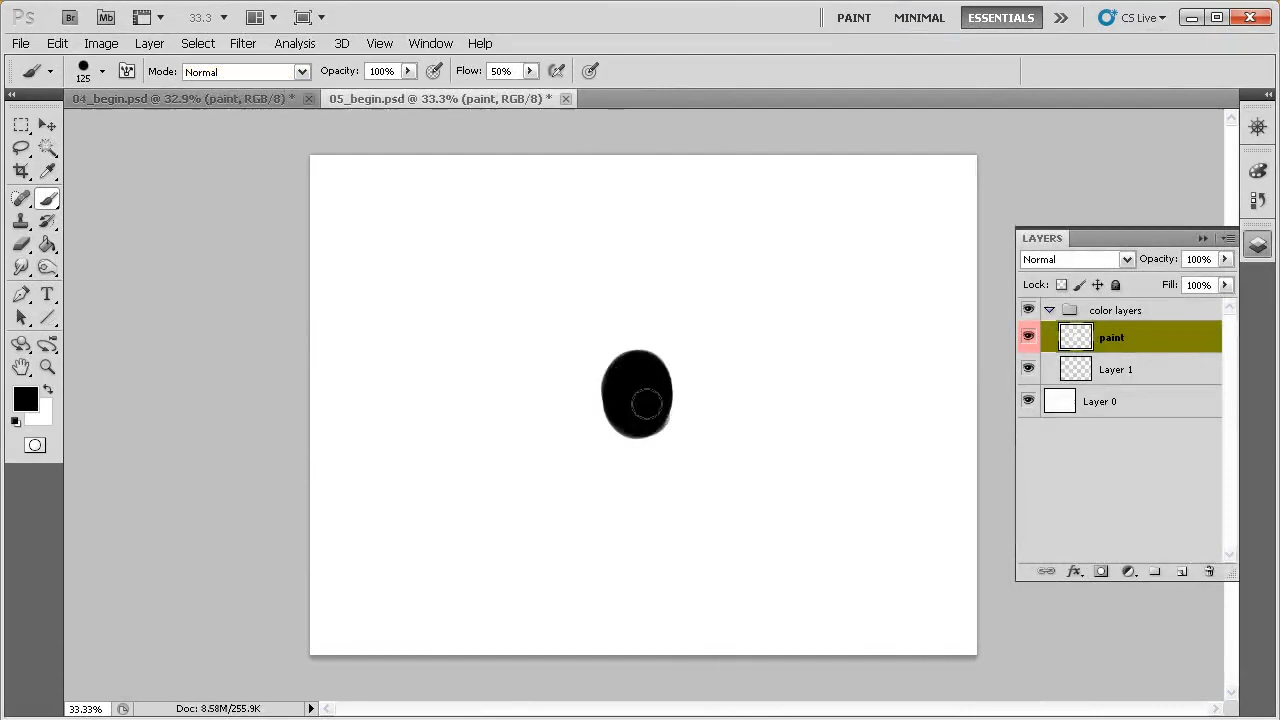 Ps Br Mb 33.3 PAINT MINIMAL ESSENTIALS CS Live
File Edit Image Layer Select Filter Analysis 3D View Window Help
125 Mode: Normal Opacity: 100% Flow: 50%
04_begin.psd @ 32.9% (paint, RGB/8) * 05_begin.psd @ 33.3% (paint, RGB/8) *
LAYERS
Normal Opacity: 100%
Lock: Fill: 100%
color layers
paint
Layer 1
Layer 0
33.33% Doc: 8.58M/255.9K